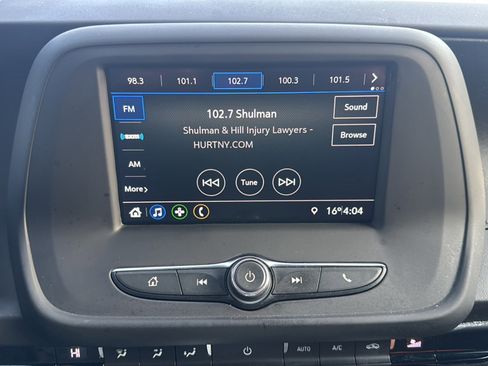 98.3 101.1 102.7 100.3 101.5
FM
102.7 Shulman
Sound
Shulman & Hill Injury Lawyers -
HURTNY.COM
Browse
((SXM))
AM
More
Tune
16° 4:04
AUTO A/C